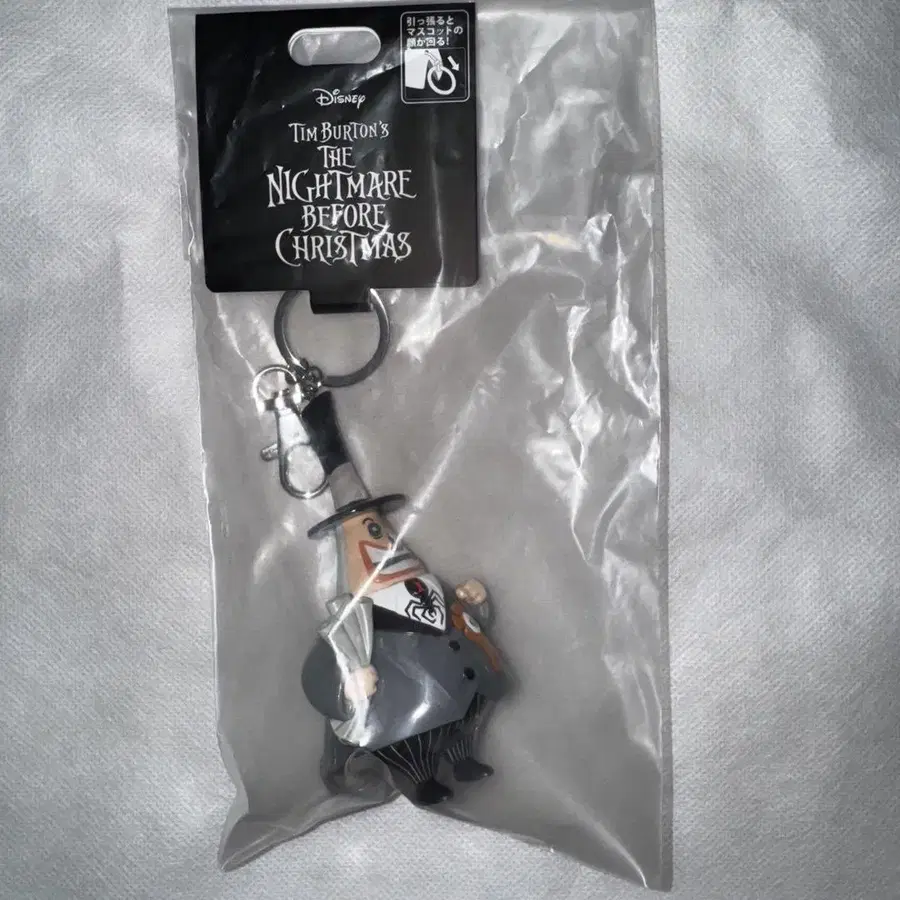 引っ張ると
マスコットの
顔が回る!
Disney
TIM BURTON'S
THE
NIGHTMARE
BEFORE
CHRISTMAS